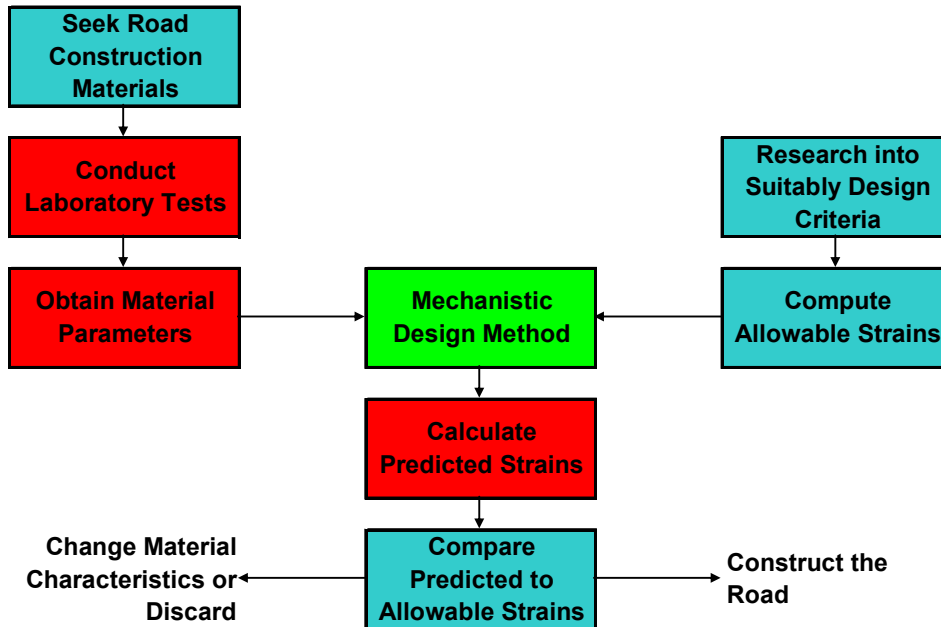 Seek Road
Construction
Materials
Conduct
Laboratory Tests
Research into
Suitably Design
Criteria
Obtain Material
Parameters
Mechanistic
Design Method
Compute
Allowable Strains
Calculate
Predicted Strains
Change Material
Characteristics or
Discard
Compare
Predicted to
Allowable Strains
Construct the
Road